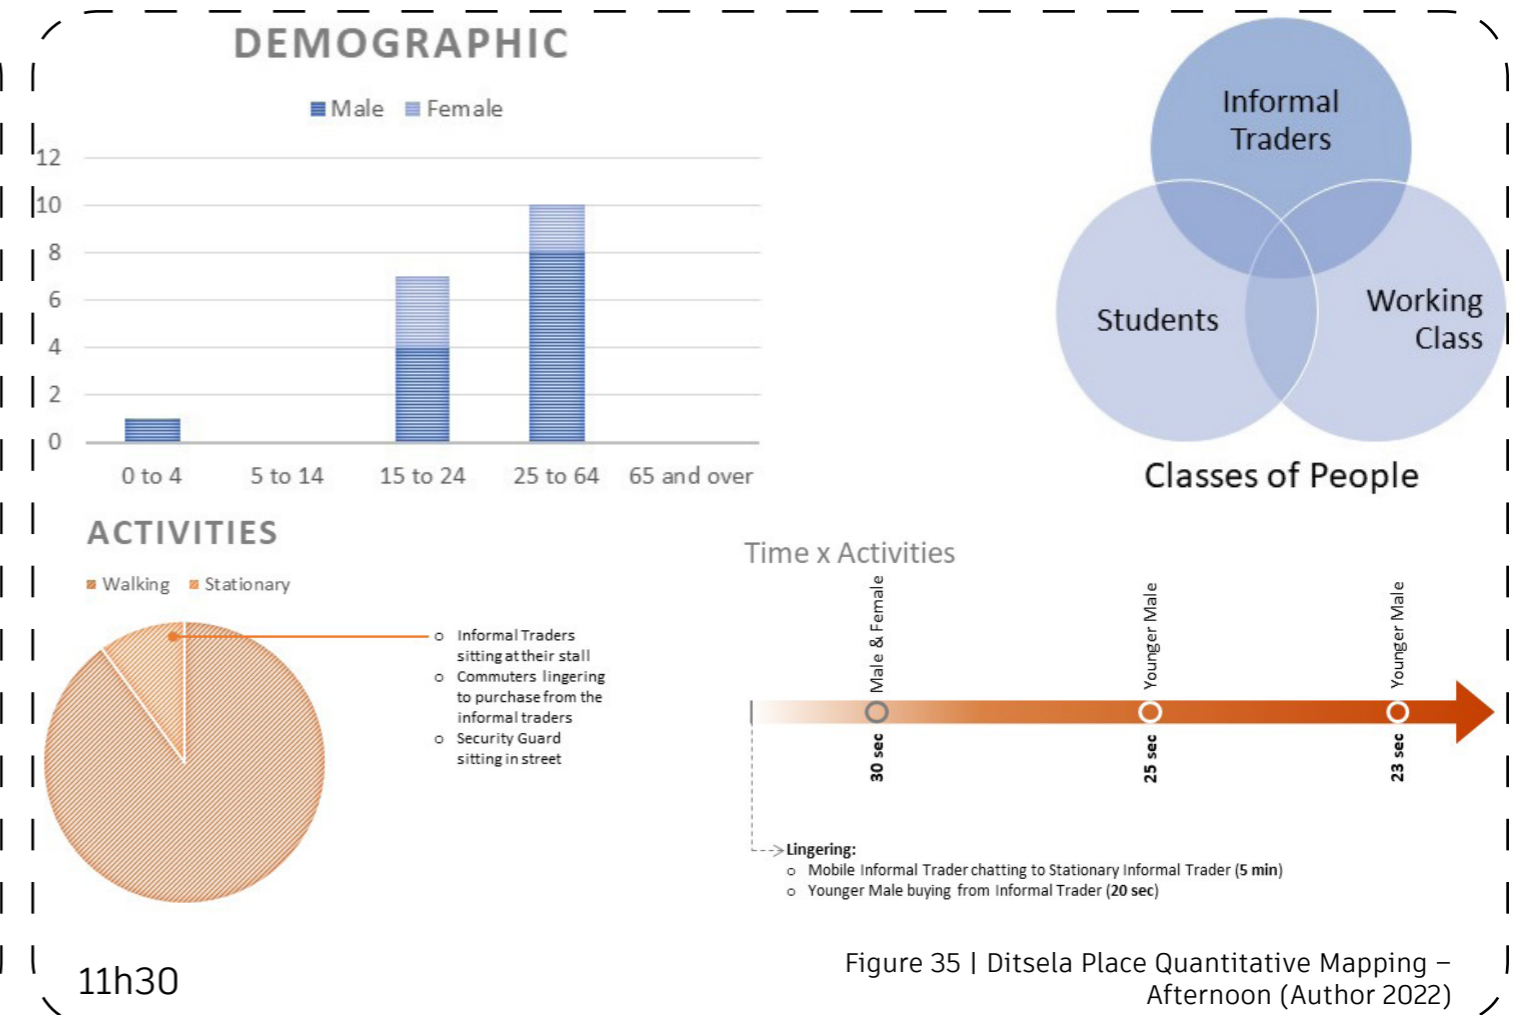 DEMOGRAPHIC
Male Female
12
10
8
6
4
2
0
0 to 4 5 to 14 15 to 24 25 to 64 65 and over
Informal
Traders
Students
Working
Class
Classes of People
ACTIVITIES
Walking Stationary
o Informal Traders
sitting at their stall
o Commuters lingering
to purchase from the
informal traders
o Security Guard
sitting in street
Time x Activities
Male & Female
Younger Male
Younger Male
30 sec
25 sec
23 sec
Lingering:
o Mobile Informal Trader chatting to Stationary Informal Trader (5 min)
o Younger Male buying from Informal Trader (20 sec)
11h30
Figure 35 | Ditsela Place Quantitative Mapping –
Afternoon (Author 2022)